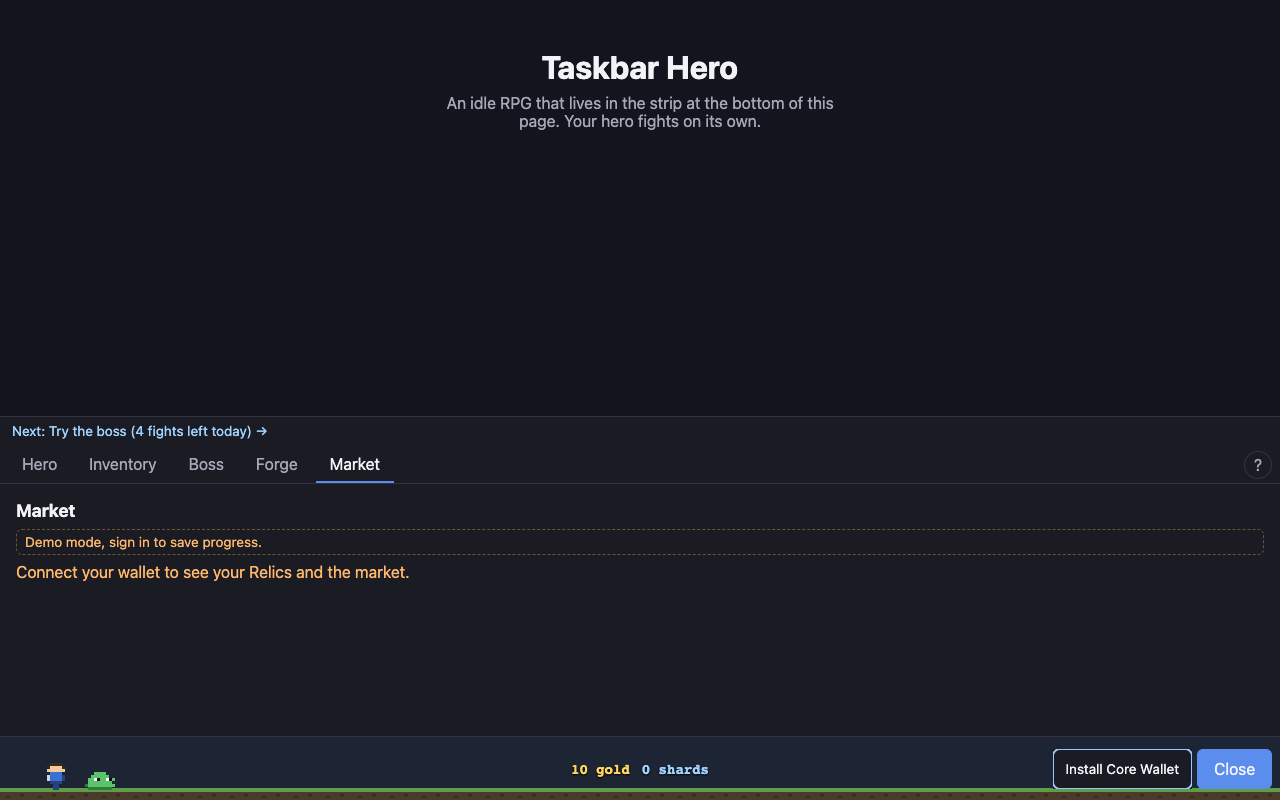 Taskbar Hero
An idle RPG that lives in the strip at the bottom of this
page. Your hero fights on its own.
Next: Try the boss (4 fights left today) →
Hero Inventory Boss Forge Market ?
Market
Demo mode, sign in to save progress.
Connect your wallet to see your Relics and the market.
10 gold 0 shards Install Core Wallet Close